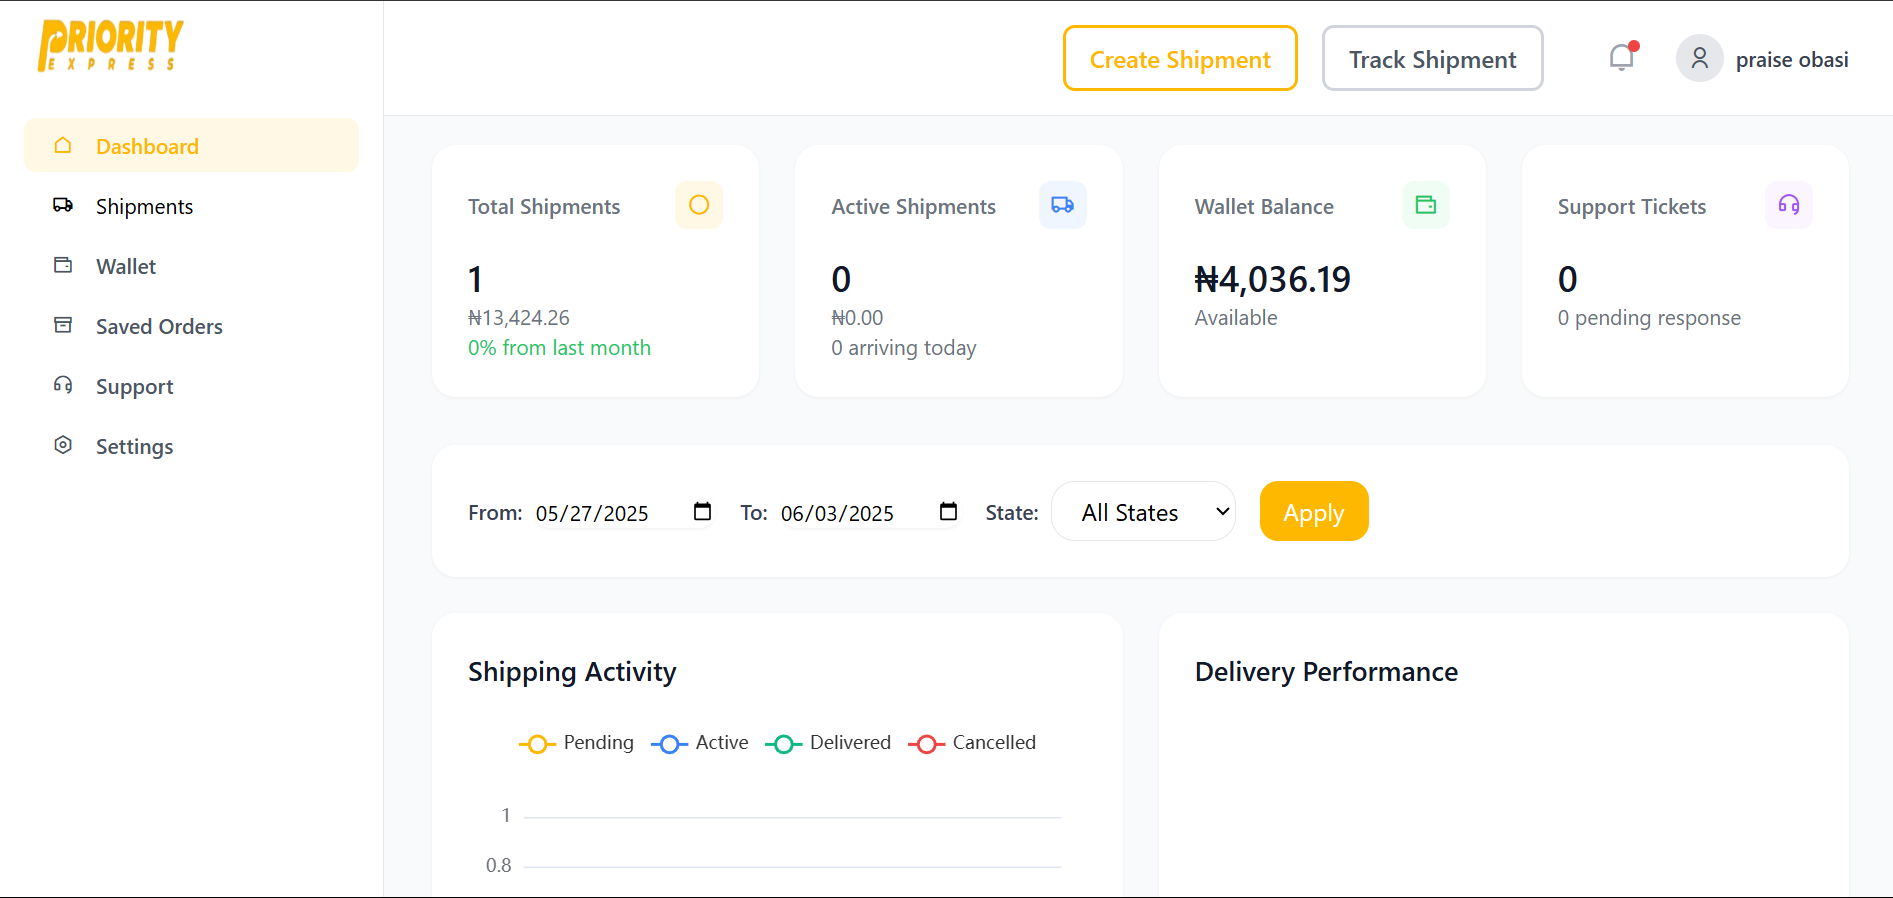 PRIORITY
EXPRESS
Create Shipment
Track Shipment
praise obasi
Dashboard
Shipments
Wallet
Saved Orders
Support
Settings
Total Shipments
1
₦13,424.26
0% from last month
Active Shipments
0
₦0.00
0 arriving today
Wallet Balance
₦4,036.19
Available
Support Tickets
0
0 pending response
From: 05/27/2025 To: 06/03/2025 State: All States Apply
Shipping Activity
Pending Active Delivered Cancelled
1
0.8
Delivery Performance